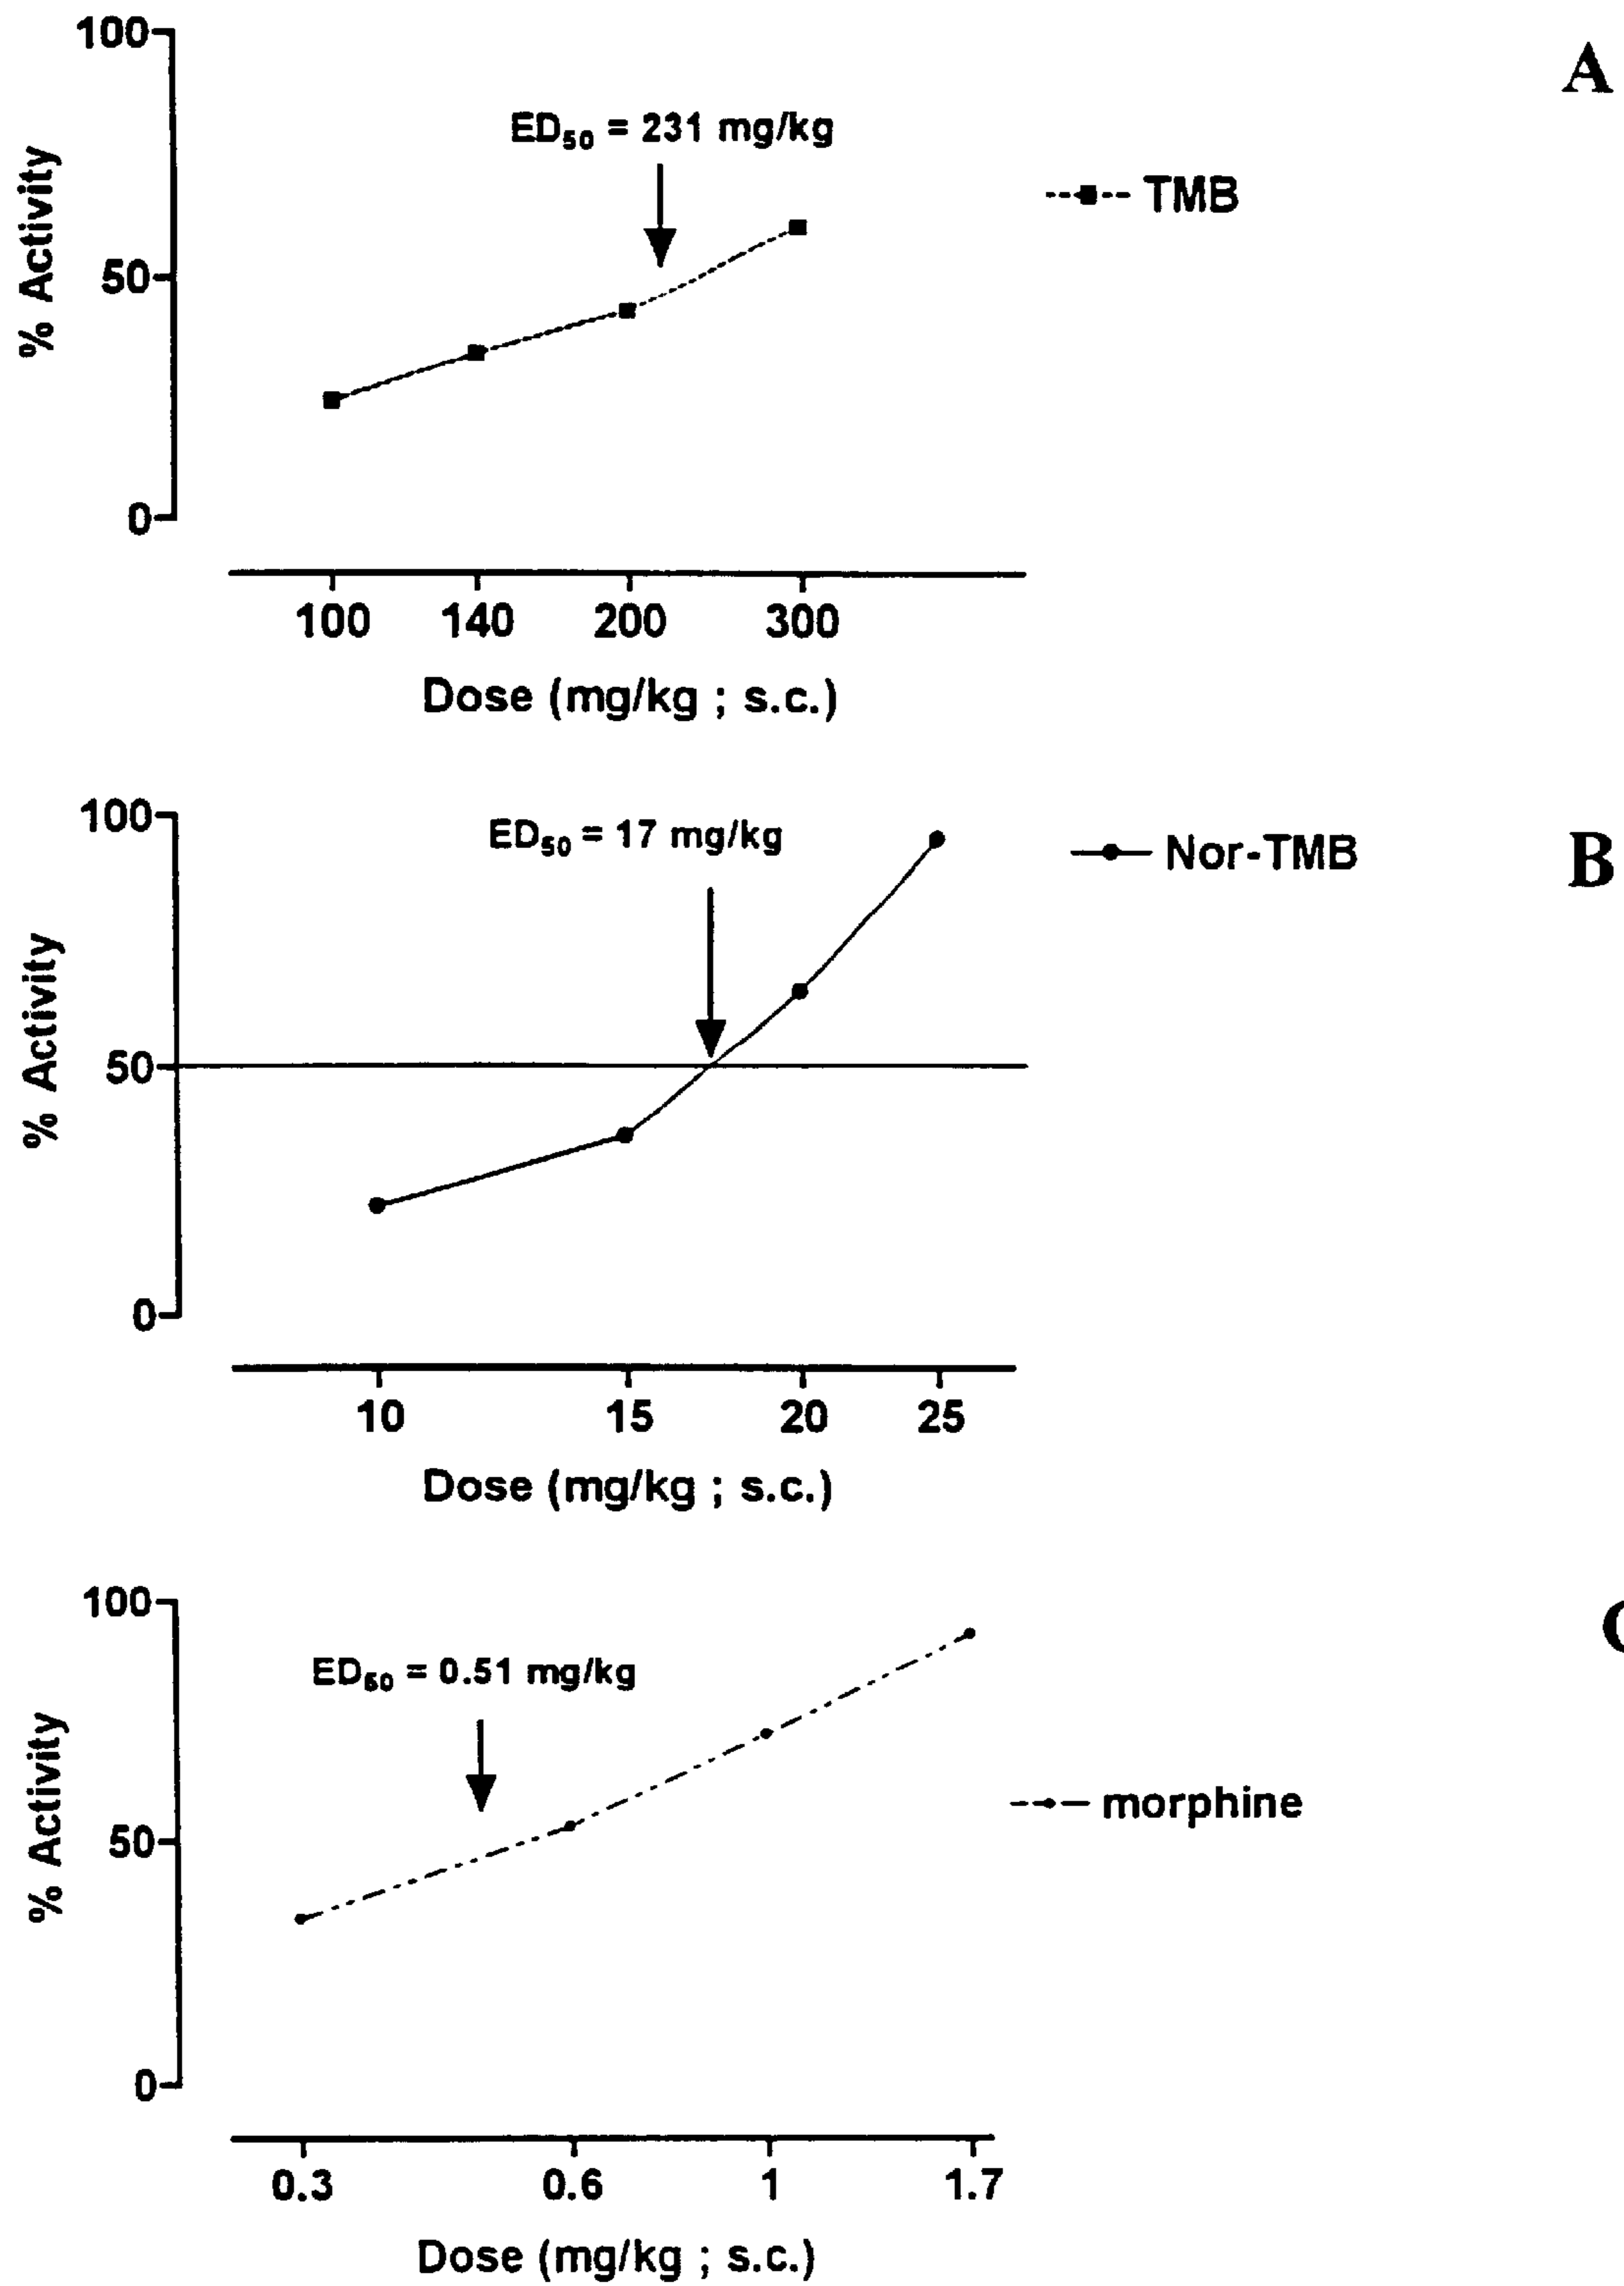 100
A
ED50 = 231 mg/kg
TMB
% Activity
50
0
100 140 200 300
Dose (mg/kg ; s.c.)
100
ED50 = 17 mg/kg
Nor-TMB
B
% Activity
50
0
10 15 20 25
Dose (mg/kg ; s.c.)
100
ED50 = 0.51 mg/kg
% Activity
50
morphine
0
0.3 0.6 1 1.7
Dose (mg/kg ; s.c.)